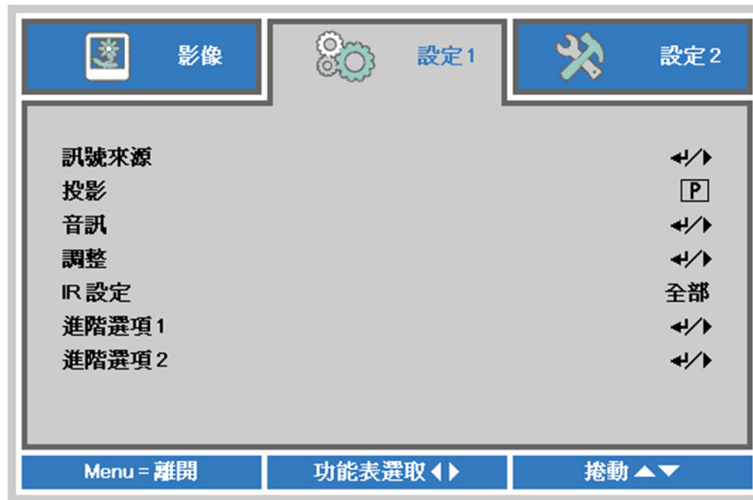 影像 設定1 設定2
訊號來源 ↵/▶
投影 P
音訊 ↵/▶
調整 ↵/▶
IR 設定 全部
進階選項1 ↵/▶
進階選項2 ↵/▶
Menu = 離開 功能表選取◀▶ 捲動▲▼